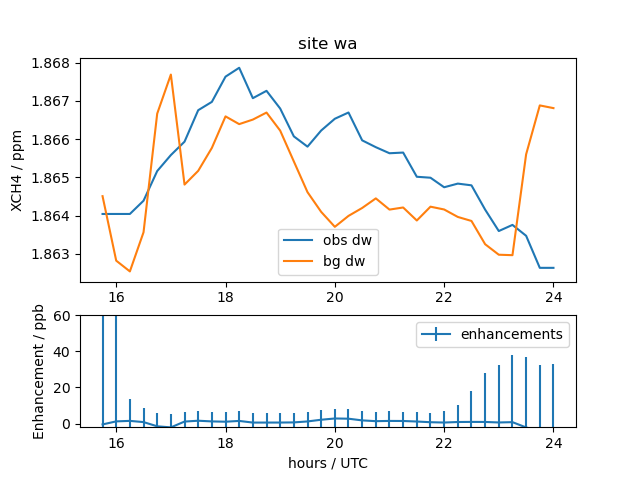 site wa
1.868
1.867
1.866
1.865
1.864
1.863
XCH4 / ppm
obs dw
bg dw
16 18 20 22 24
60
40
20
0
Enhancement / ppb
enhancements
16 18 20 22 24
hours / UTC